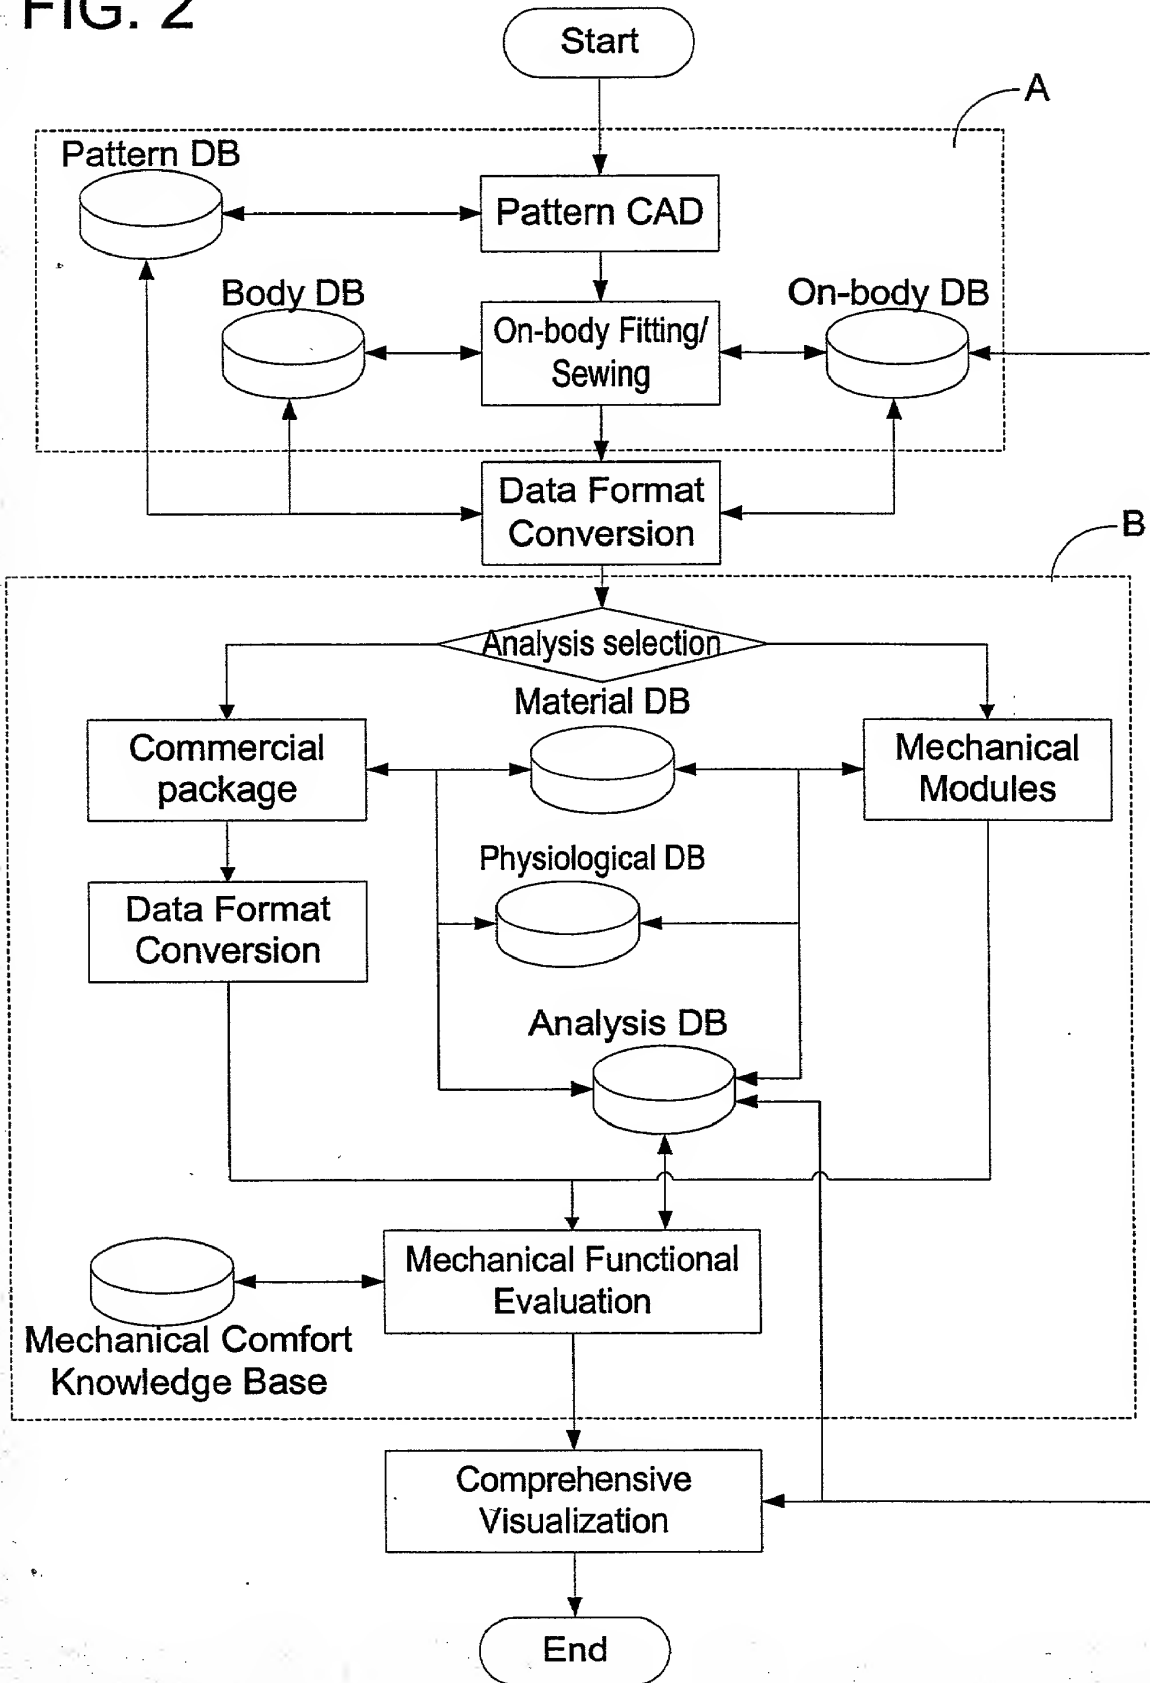 FIG. 2
Start
A
Pattern DB
Pattern CAD
Body DB
On-body DB
On-body Fitting/
Sewing
Data Format
Conversion
B
Analysis selection
Material DB
Commercial
package
Mechanical
Modules
Physiological DB
Data Format
Conversion
Analysis DB
Mechanical Functional
Evaluation
Mechanical Comfort
Knowledge Base
Comprehensive
Visualization
End